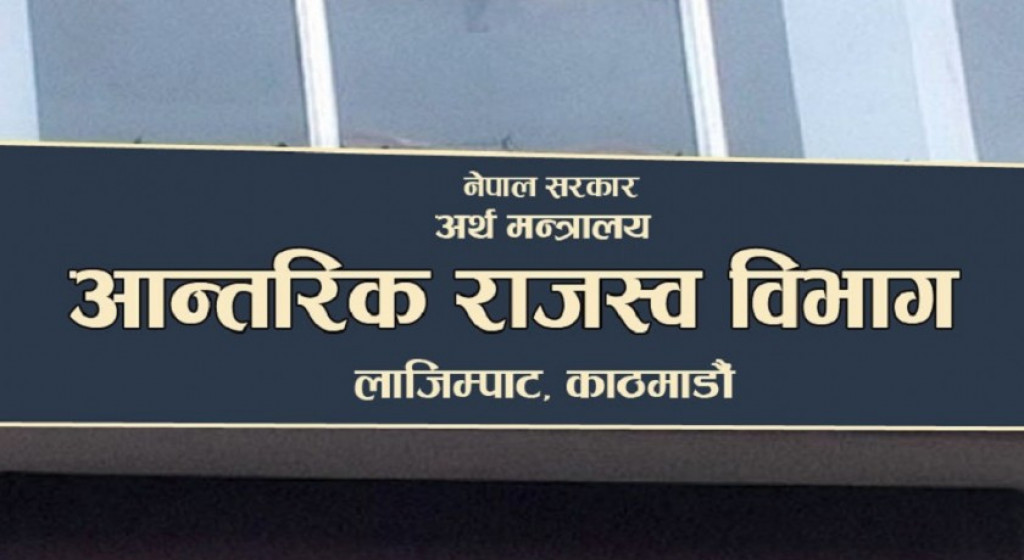 नेपाल सरकार
अर्थ मन्त्रालय
आन्तरिक राजस्व विभाग
लाजिम्पाट, काठमाडौं